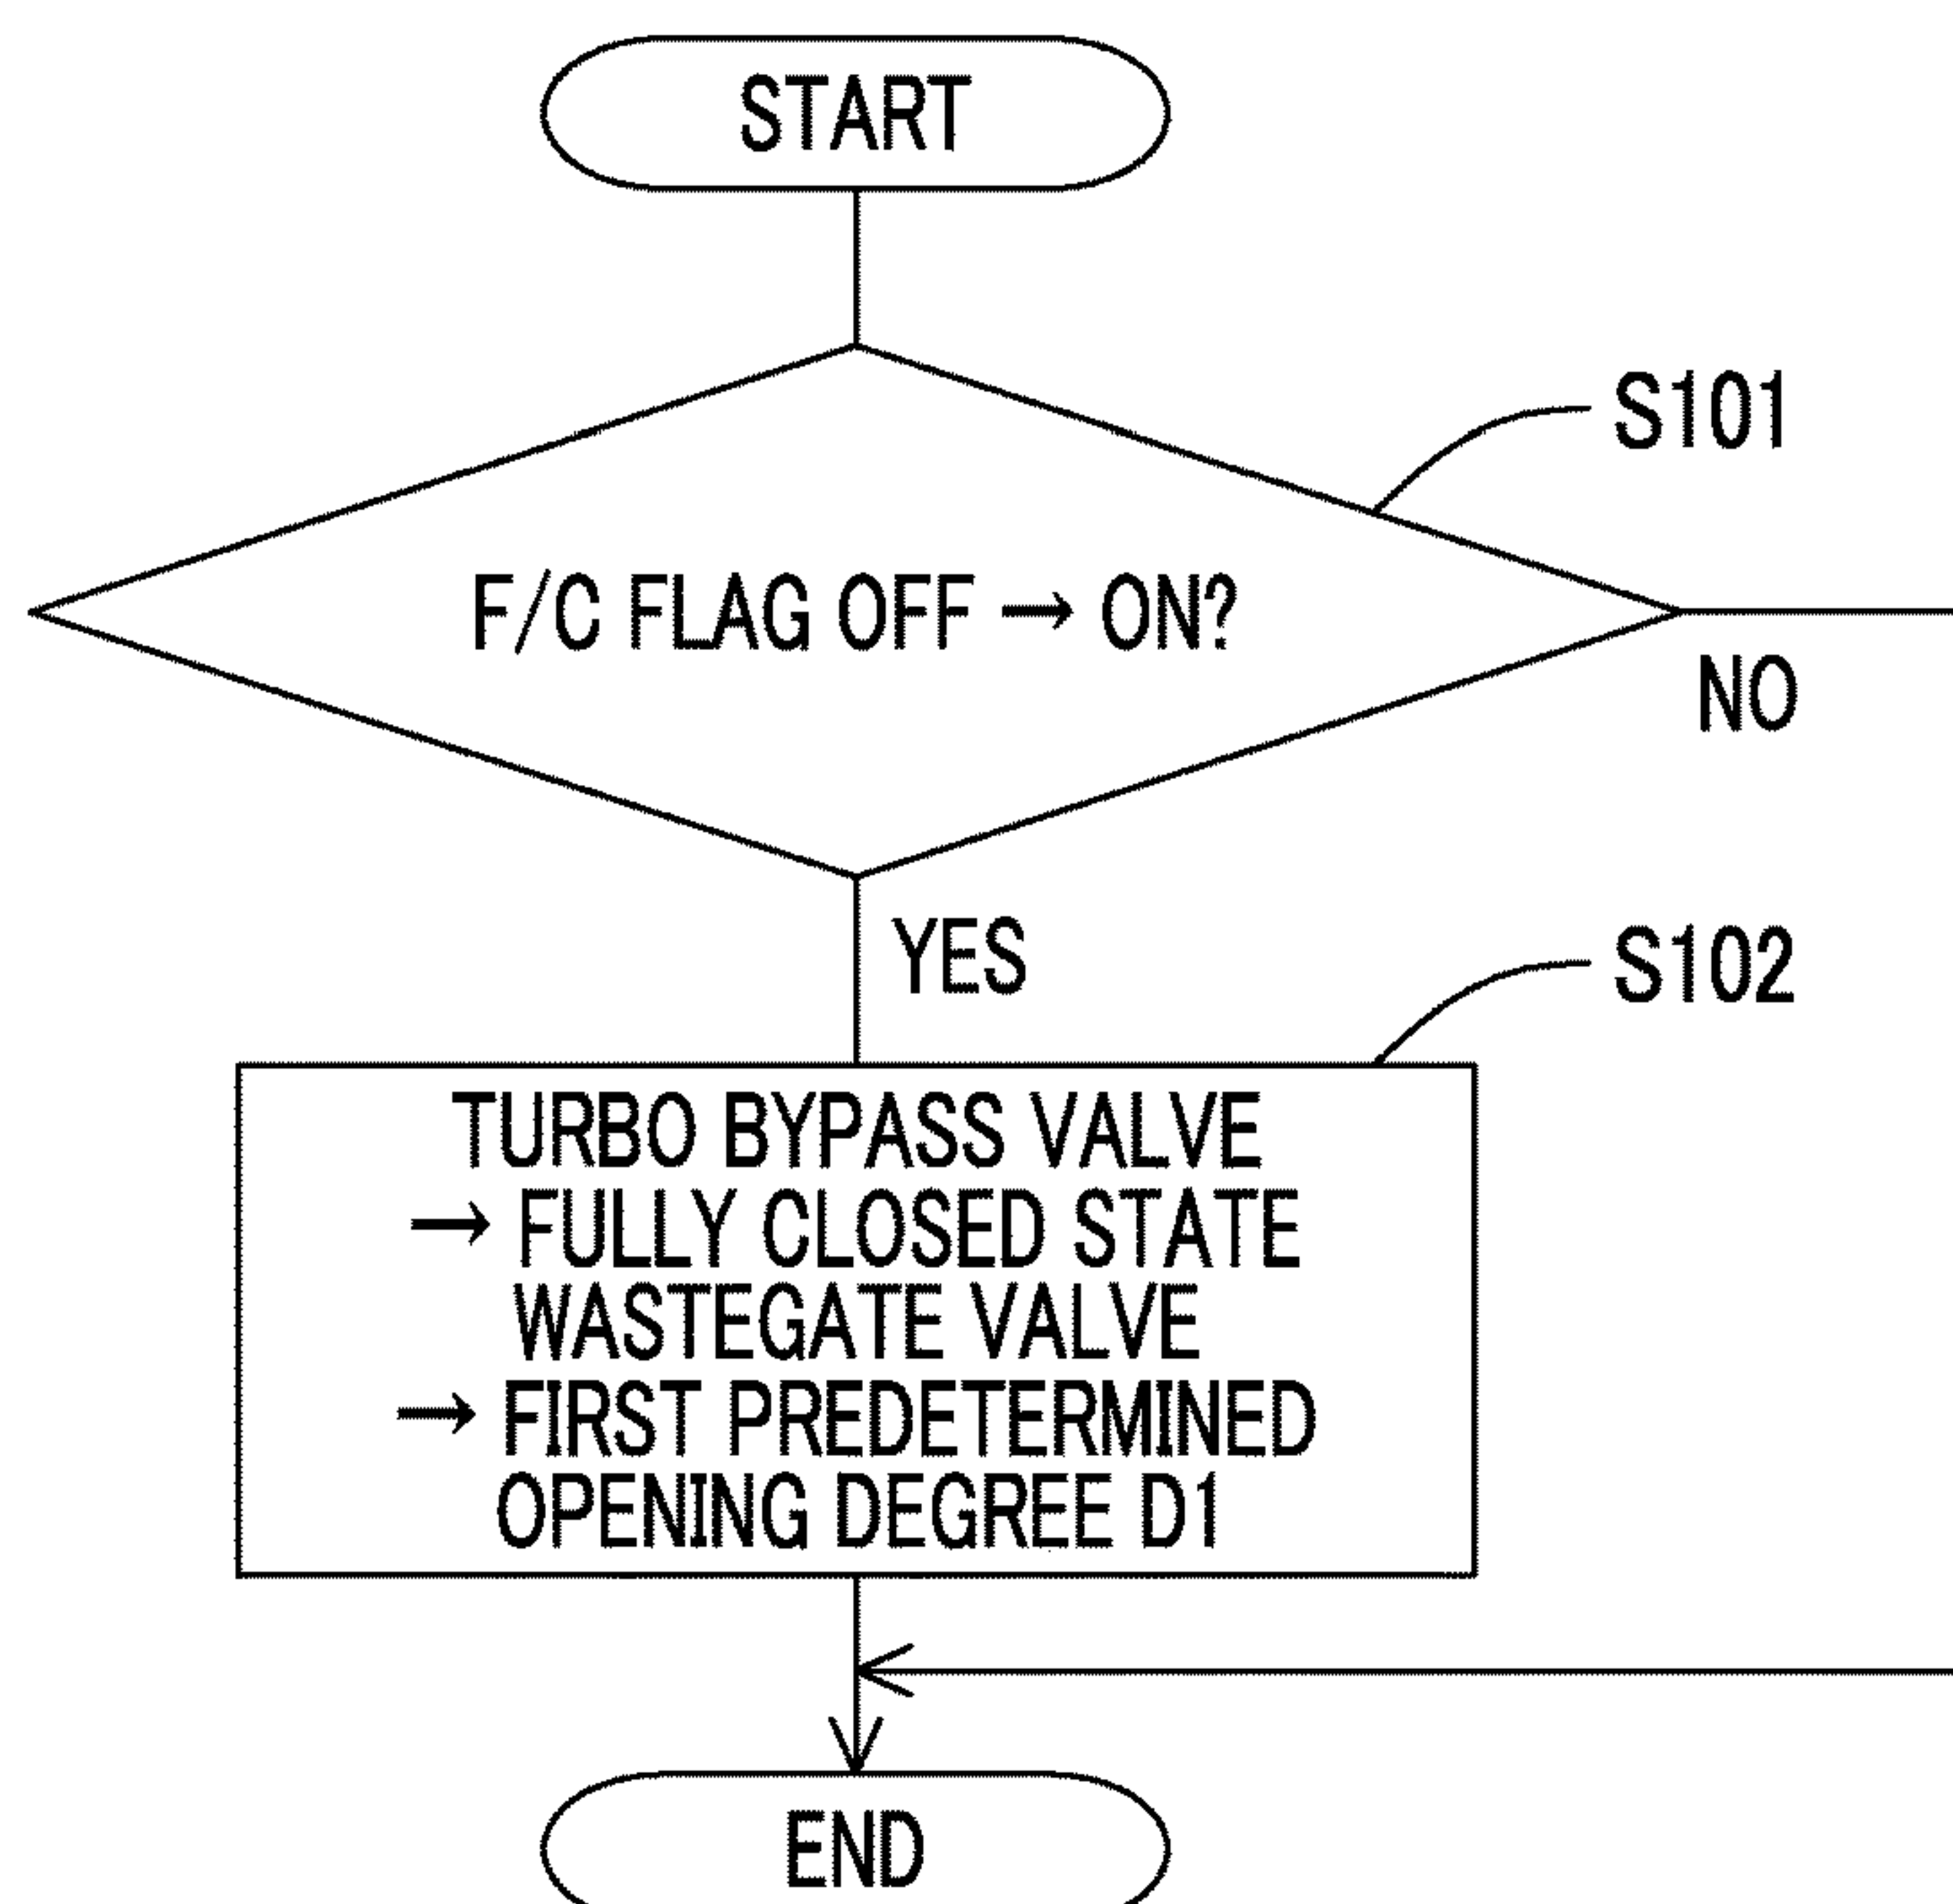 START
S101
F/C FLAG OFF → ON?
NO
YES
S102
TURBO BYPASS VALVE
→ FULLY CLOSED STATE
WASTEGATE VALVE
→ FIRST PREDETERMINED
OPENING DEGREE D1
END